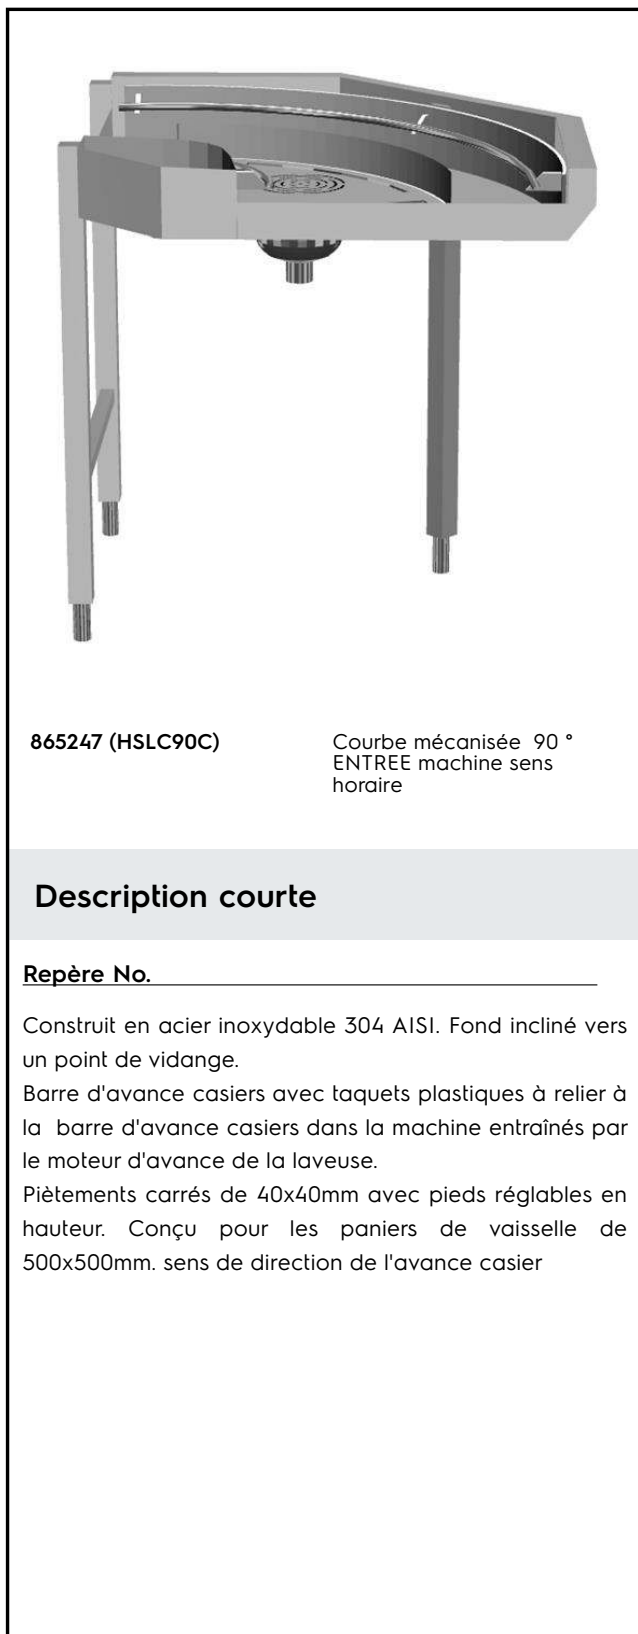 865247 (HSLC90C)
Courbe mécanisée 90 °
ENTREE machine sens
horaire
Description courte
Repère No.
Construit en acier inoxydable 304 AISI. Fond incliné vers
un point de vidange.
Barre d'avance casiers avec taquets plastiques à relier à
la barre d'avance casiers dans la machine entraînés par
le moteur d'avance de la laveuse.
Piètements carrés de 40x40mm avec pieds réglables en
hauteur. Conçu pour les paniers de vaisselle de
500x500mm. sens de direction de l'avance casier